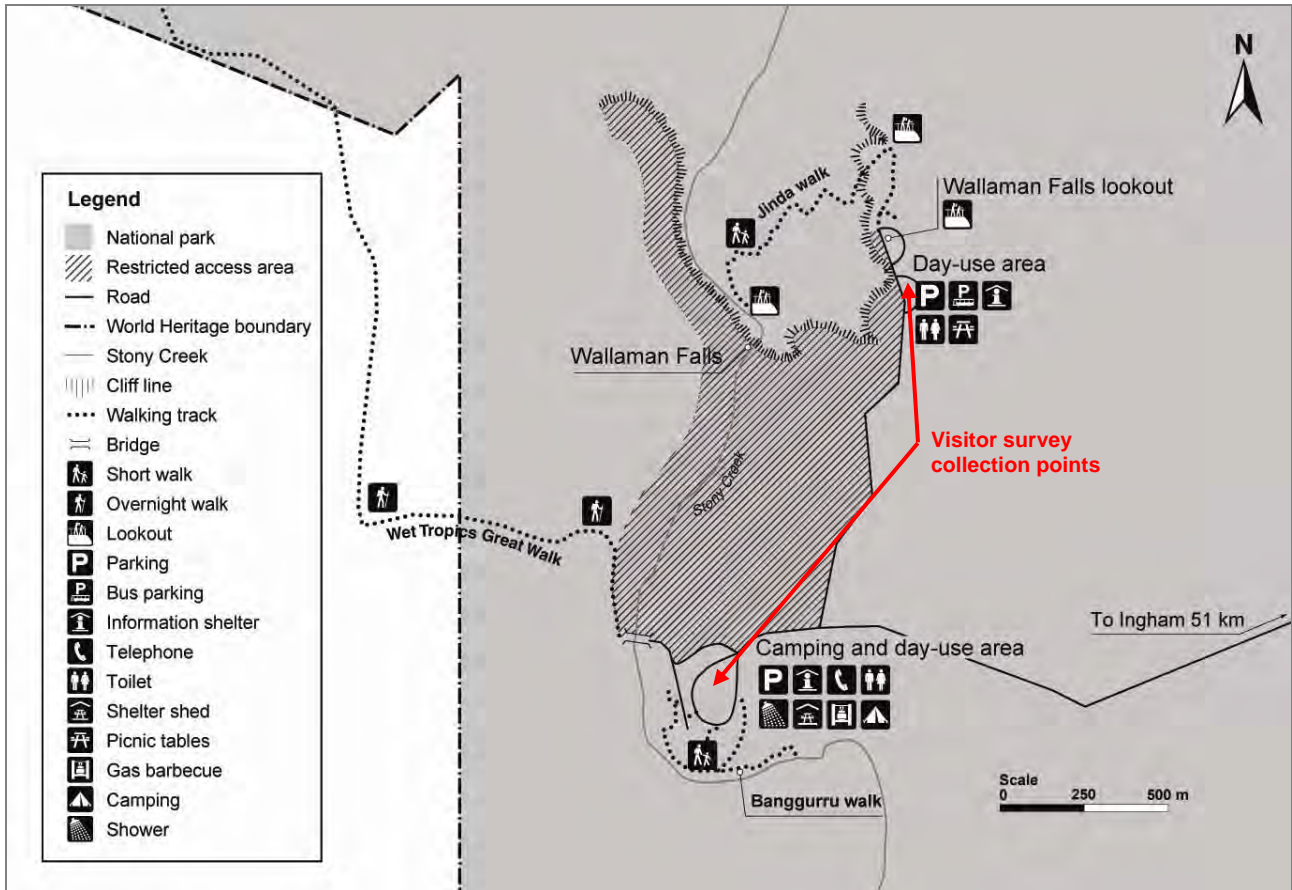 N
Jinda walk
Wallaman Falls lookout
Day-use area
P
P
Wallaman Falls
Visitor survey
collection points
Stony Creek
Wet Tropics Great Walk
To Ingham 51 km
Camping and day-use area
P
Banggurru walk
Scale
0 250 500 m
Legend
National park
Restricted access area
Road
World Heritage boundary
Stony Creek
Cliff line
Walking track
Bridge
Short walk
Overnight walk
Lookout
P Parking
P Bus parking
Information shelter
Telephone
Toilet
Shelter shed
Picnic tables
Gas barbecue
Camping
Shower